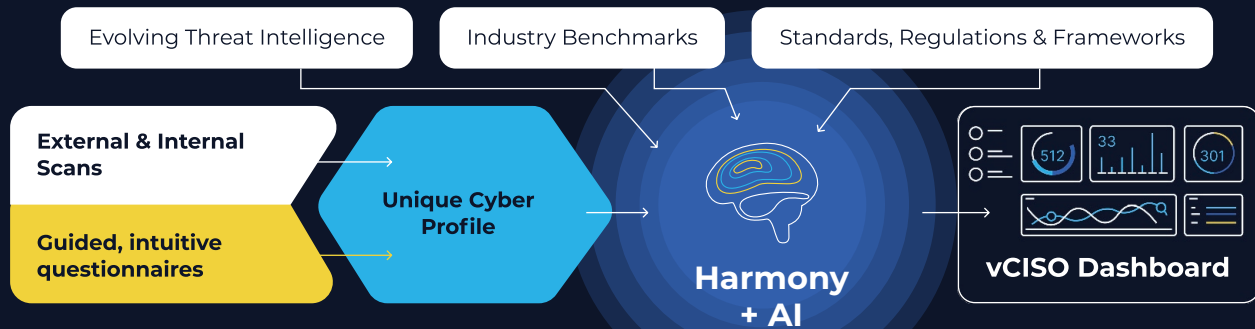 Evolving Threat Intelligence
Industry Benchmarks
Standards, Regulations & Frameworks
External & Internal
Scans
Guided, intuitive
questionnaires
Unique Cyber
Profile
Harmony
+ AI
512
33
301
vCISO Dashboard